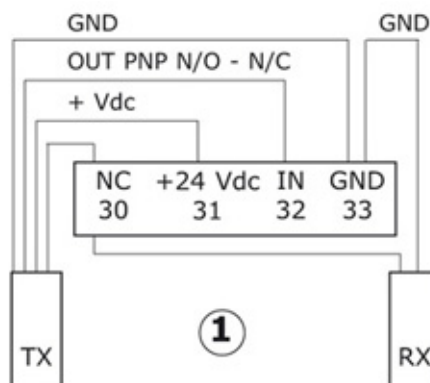 GND GND
OUT PNP N/O - N/C
+ Vdc
NC +24 Vdc IN GND
30 31 32 33
1
TX RX